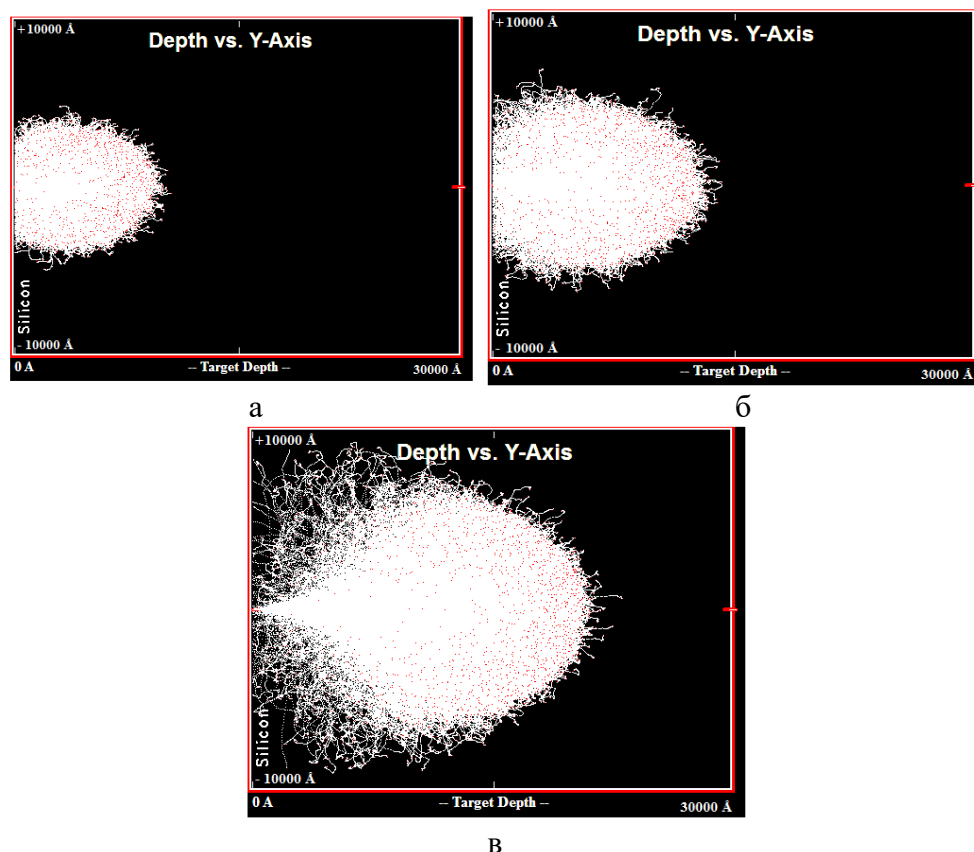 +10000 Å
Depth vs. Y-Axis
Silicon
- 10000 Å
0 A
-- Target Depth --
30000 Å
а
+10000 Å
Depth vs. Y-Axis
Silicon
- 10000 Å
0 A
-- Target Depth --
30000 Å
б
+10000 Å
Depth vs. Y-Axis
Silicon
- 10000 Å
0 A
-- Target Depth --
30000 Å
в